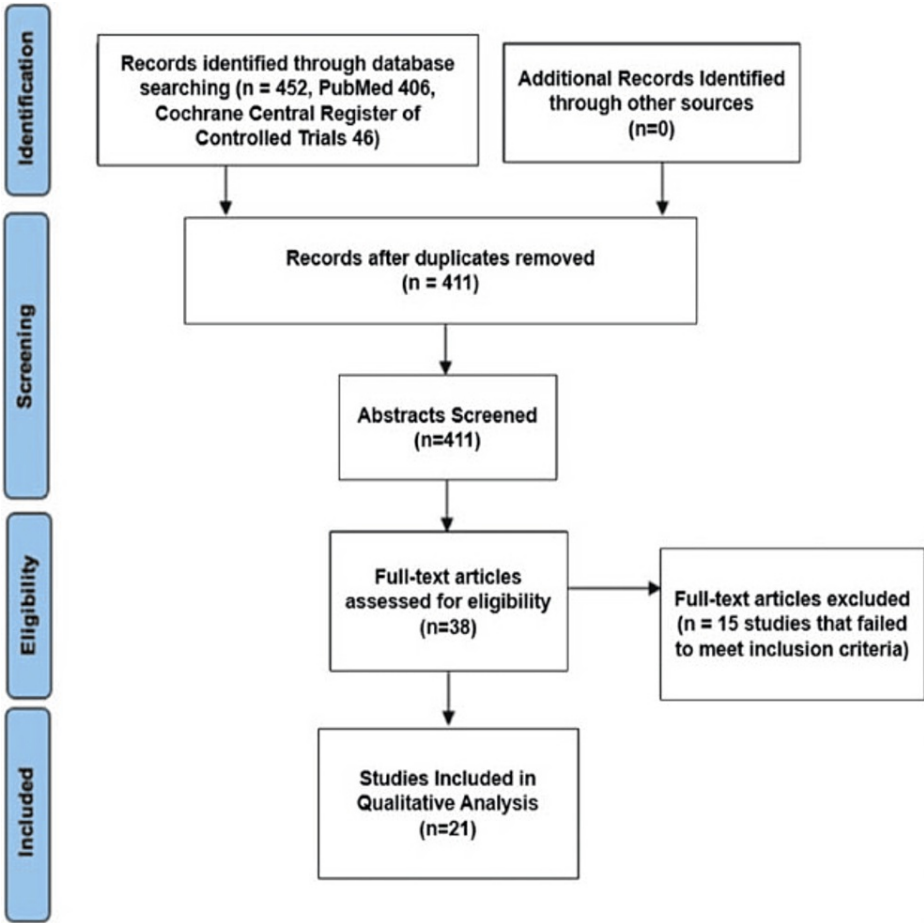 Identification
Records identified through database
searching (n = 452, PubMed 406,
Cochrane Central Register of
Controlled Trials 46)
Additional Records Identified
through other sources
(n=0)
Screening
Records after duplicates removed
(n = 411)
Abstracts Screened
(n=411)
Eligibility
Full-text articles
assessed for eligibility
(n=38)
Full-text articles excluded
(n = 15 studies that failed
to meet inclusion criteria)
Included
Studies Included in
Qualitative Analysis
(n=21)